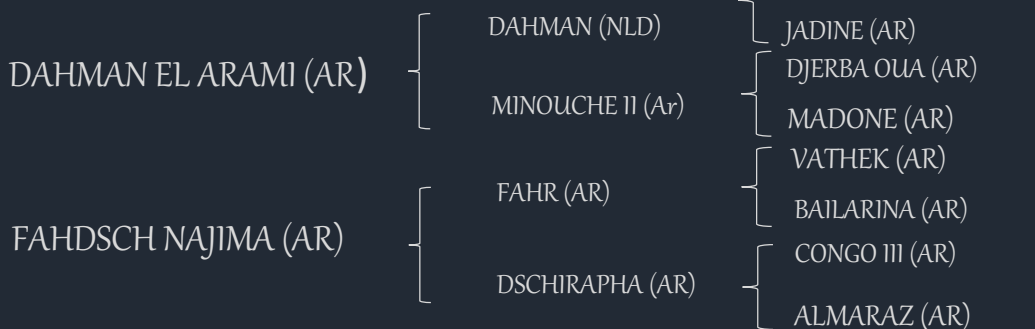 DAHMAN EL ARAMI (AR)
DAHMAN (NLD)
JADINE (AR)
MINOUCHE II (Ar)
DJERBA OUA (AR)
MADONE (AR)
FAHDSCH NAJIMA (AR)
FAHR (AR)
VATHEK (AR)
BAILARINA (AR)
DSCHIRAPHA (AR)
CONGO III (AR)
ALMARAZ (AR)